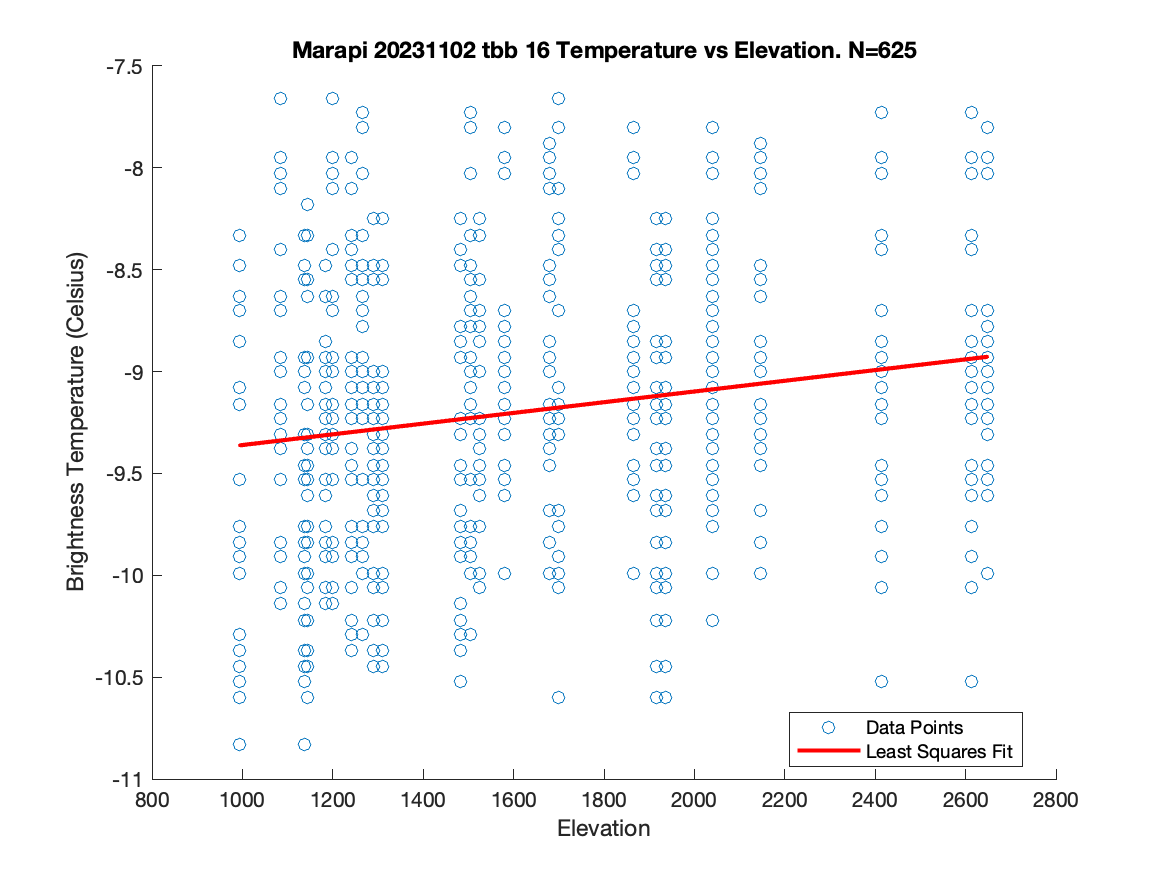 Marapi 20231102 tbb 16 Temperature vs Elevation. N=625
-7.5
-8
-8.5
-9
-9.5
-10
-10.5
-11
Brightness Temperature (Celsius)
Data Points
Least Squares Fit
800 1000 1200 1400 1600 1800 2000 2200 2400 2600 2800
Elevation